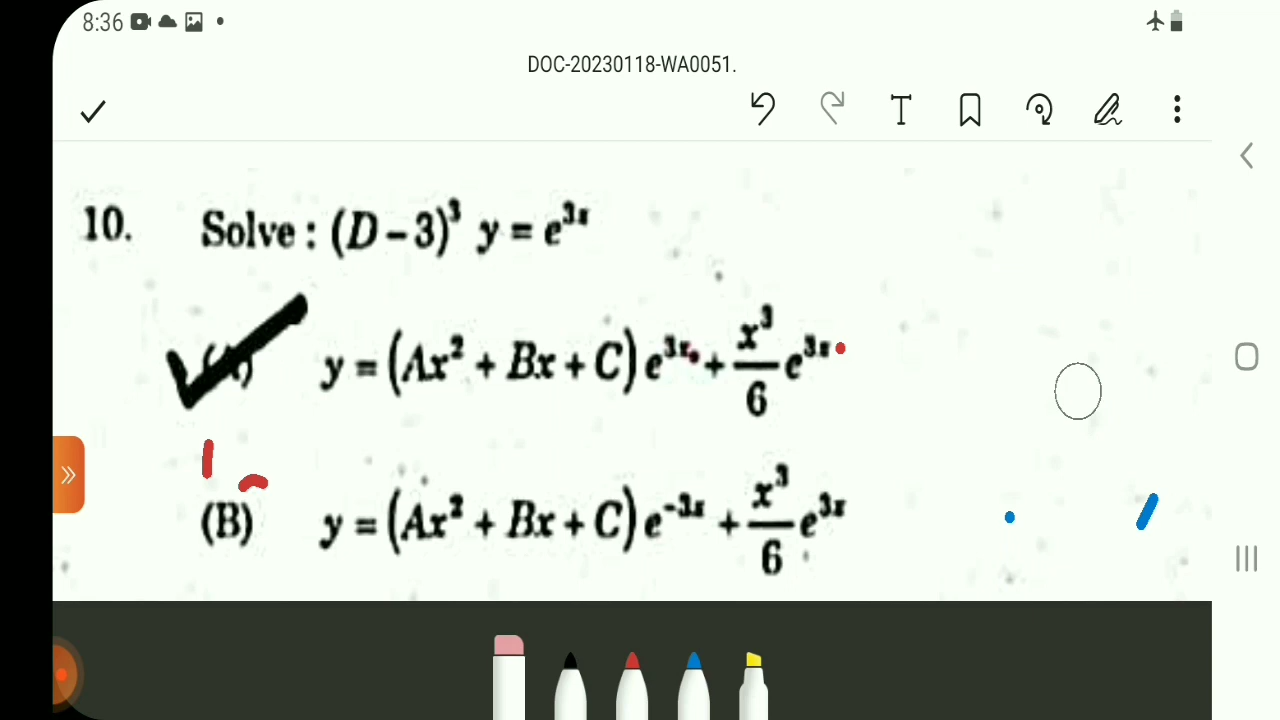 8:36
DOC-20230118-WA0051.
10. Solve : (D – 3)³ y = e³ˣ
y = (Ax² + Bx + C) e³ˣ + x³/6 e³ˣ
(B) y = (Ax² + Bx + C) e⁻³ˣ + x³/6 e³ˣ